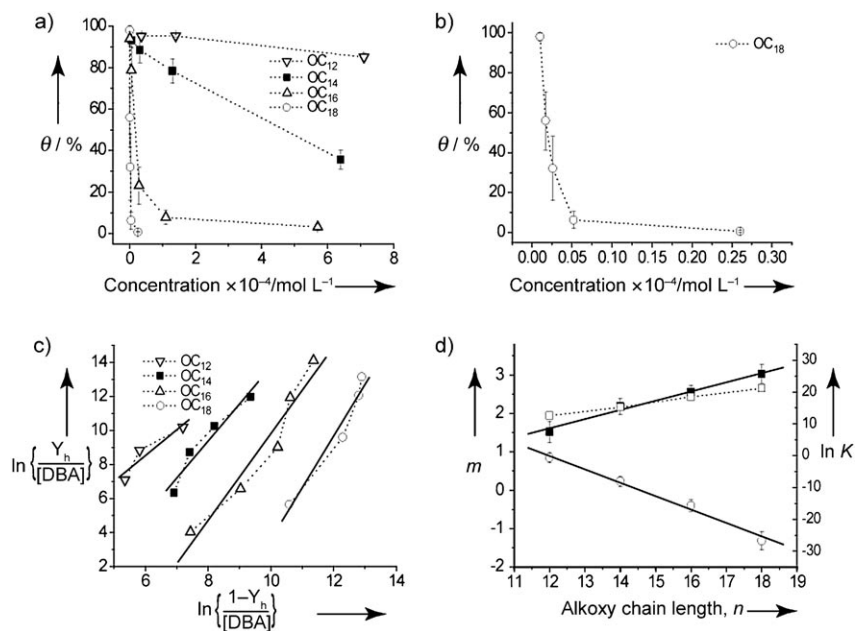 a)
100
80
60
40
20
0
θ / %
OC₁₂
OC₁₄
OC₁₆
OC₁₈
0 2 4 6 8
Concentration ×10⁻⁴/mol L⁻¹
b)
100
80
60
40
20
0
θ / %
OC₁₈
0.00 0.05 0.10 0.15 0.20 0.25 0.30
Concentration ×10⁻⁴/mol L⁻¹
c)
14
12
10
8
6
4
2
ln{Yₕ/[DBA]}
OC₁₂
OC₁₄
OC₁₆
OC₁₈
6 8 10 12 14
ln{1–Yₕ/[DBA]}
d)
3
2
1
0
-1
-2
m
30
20
10
0
-10
-20
-30
ln K
11 12 13 14 15 16 17 18 19
Alkoxy chain length, n